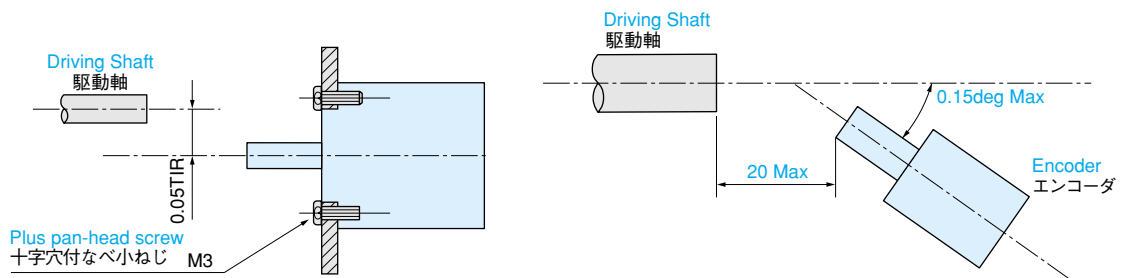 Driving Shaft
駆動軸
0.05TIR
Plus pan-head screw
十字穴付なべ小ねじ M3
Driving Shaft
駆動軸
0.15deg Max
20 Max
Encoder
エンコーダ